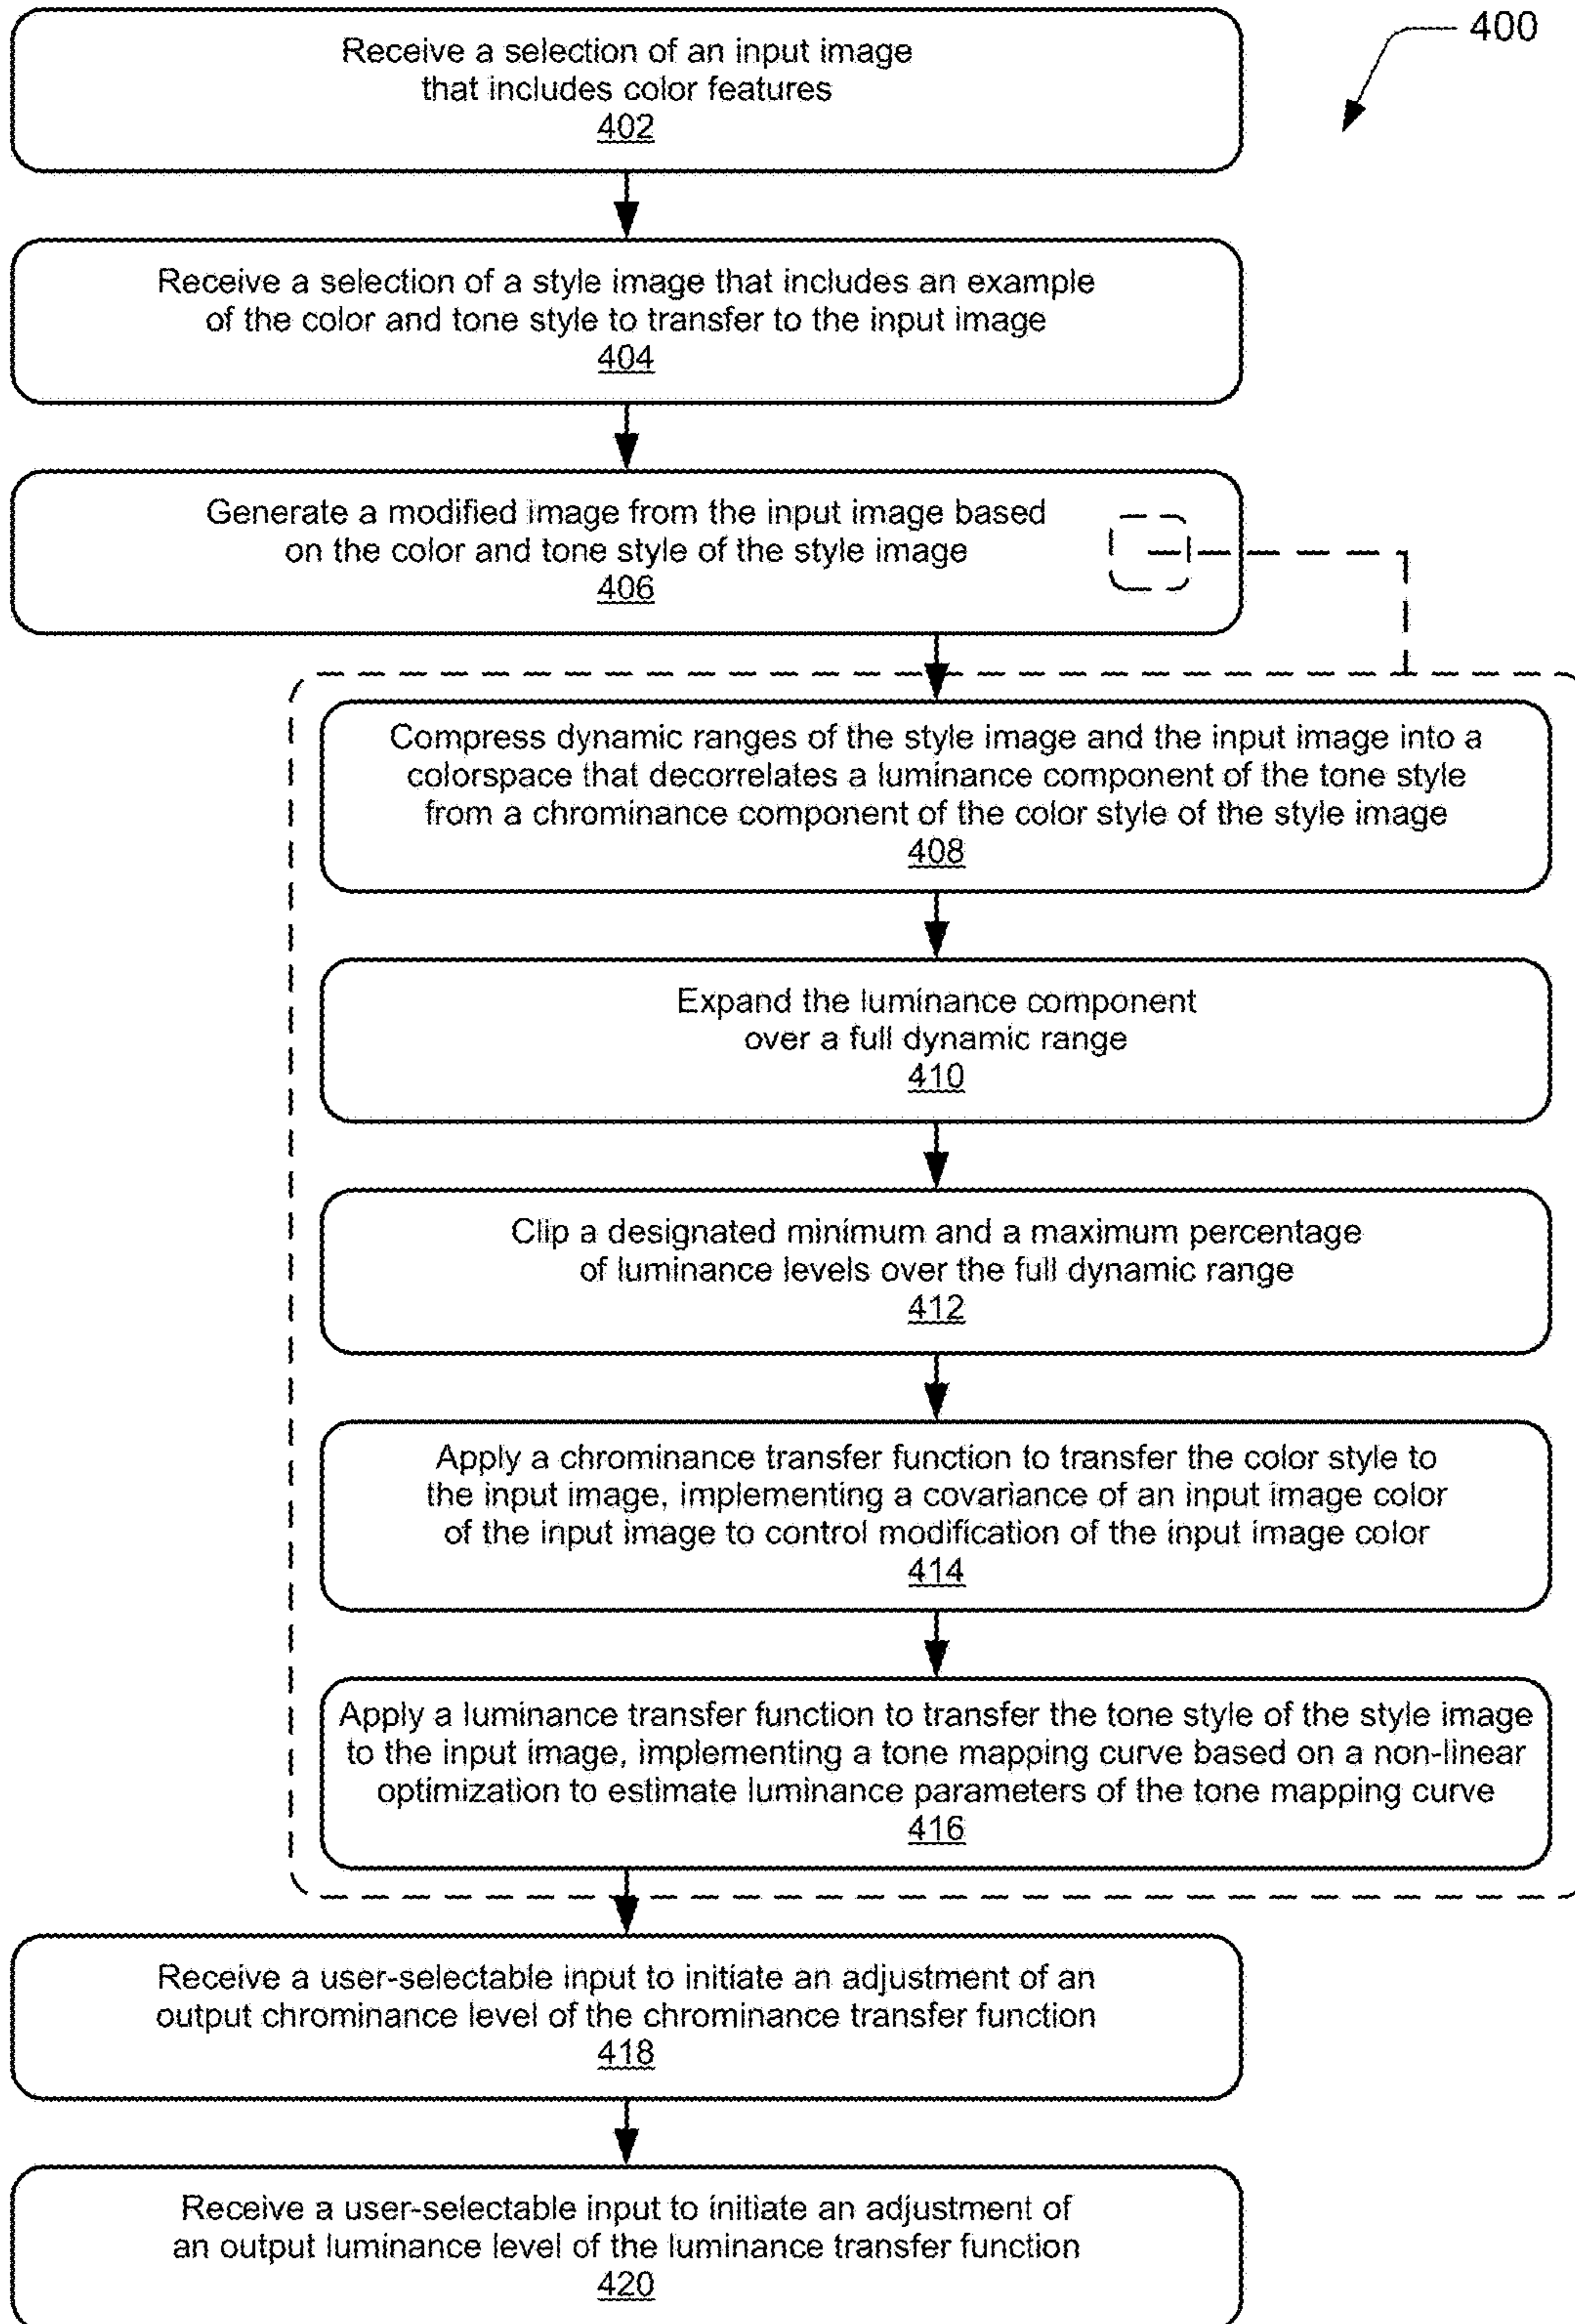 400
Receive a selection of an input image
that includes color features
402
Receive a selection of a style image that includes an example
of the color and tone style to transfer to the input image
404
Generate a modified image from the input image based
on the color and tone style of the style image
406
Compress dynamic ranges of the style image and the input image into a
colorspace that decorrelates a luminance component of the tone style
from a chrominance component of the color style of the style image
408
Expand the luminance component
over a full dynamic range
410
Clip a designated minimum and a maximum percentage
of luminance levels over the full dynamic range
412
Apply a chrominance transfer function to transfer the color style to
the input image, implementing a covariance of an input image color
of the input image to control modification of the input image color
414
Apply a luminance transfer function to transfer the tone style of the style image
to the input image, implementing a tone mapping curve based on a non-linear
optimization to estimate luminance parameters of the tone mapping curve
416
Receive a user-selectable input to initiate an adjustment of an
output chrominance level of the chrominance transfer function
418
Receive a user-selectable input to initiate an adjustment of
an output luminance level of the luminance transfer function
420